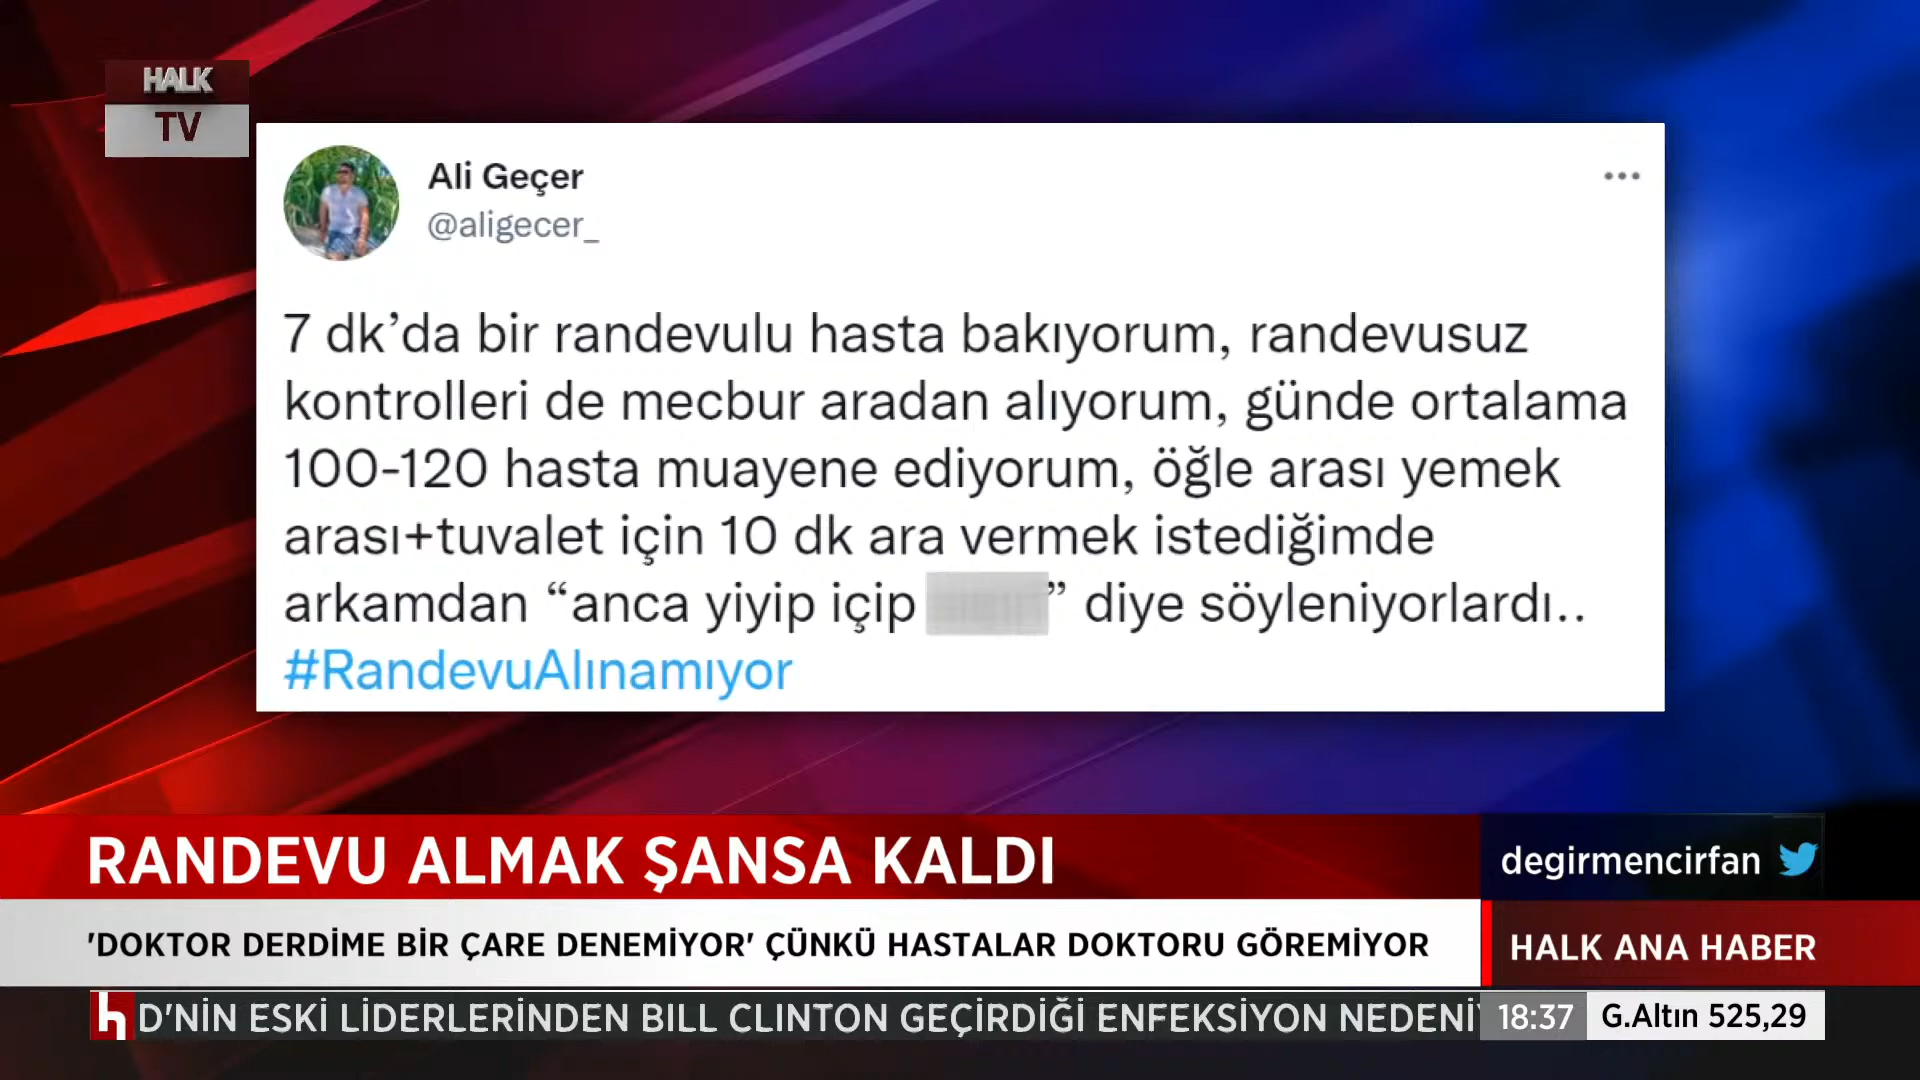 HALK
TV
Ali Geçer
@aligecer_
7 dk’da bir randevulu hasta bakıyorum, randevusuz
kontrolleri de mecbur aradan alıyorum, günde ortalama
100-120 hasta muayene ediyorum, öğle arası yemek
arası+tuvalet için 10 dk ara vermek istediğimde
arkamdan “anca yiyip içip ” diye söyleniyorlardı..
#RandevuAlınamıyor
RANDEVU ALMAK ŞANSA KALDI
degirmencirfan
'DOKTOR DERDİME BİR ÇARE DENEMİYOR' ÇÜNKÜ HASTALAR DOKTORU GÖREMİYOR
HALK ANA HABER
h D'NİN ESKİ LİDERLERİNDEN BILL CLINTON GEÇİRDİĞİ ENFEKSİYON NEDENİ
18:37
G.Altın 525,29